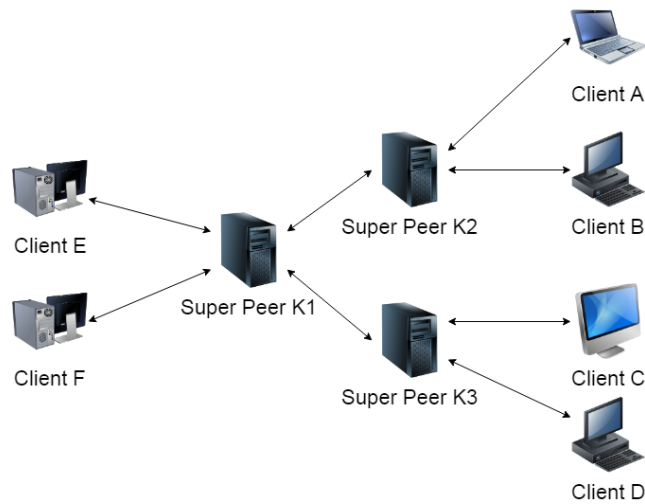 Client A
Super Peer K2
Client B
Client E
Super Peer K1
Client F
Client C
Super Peer K3
Client D